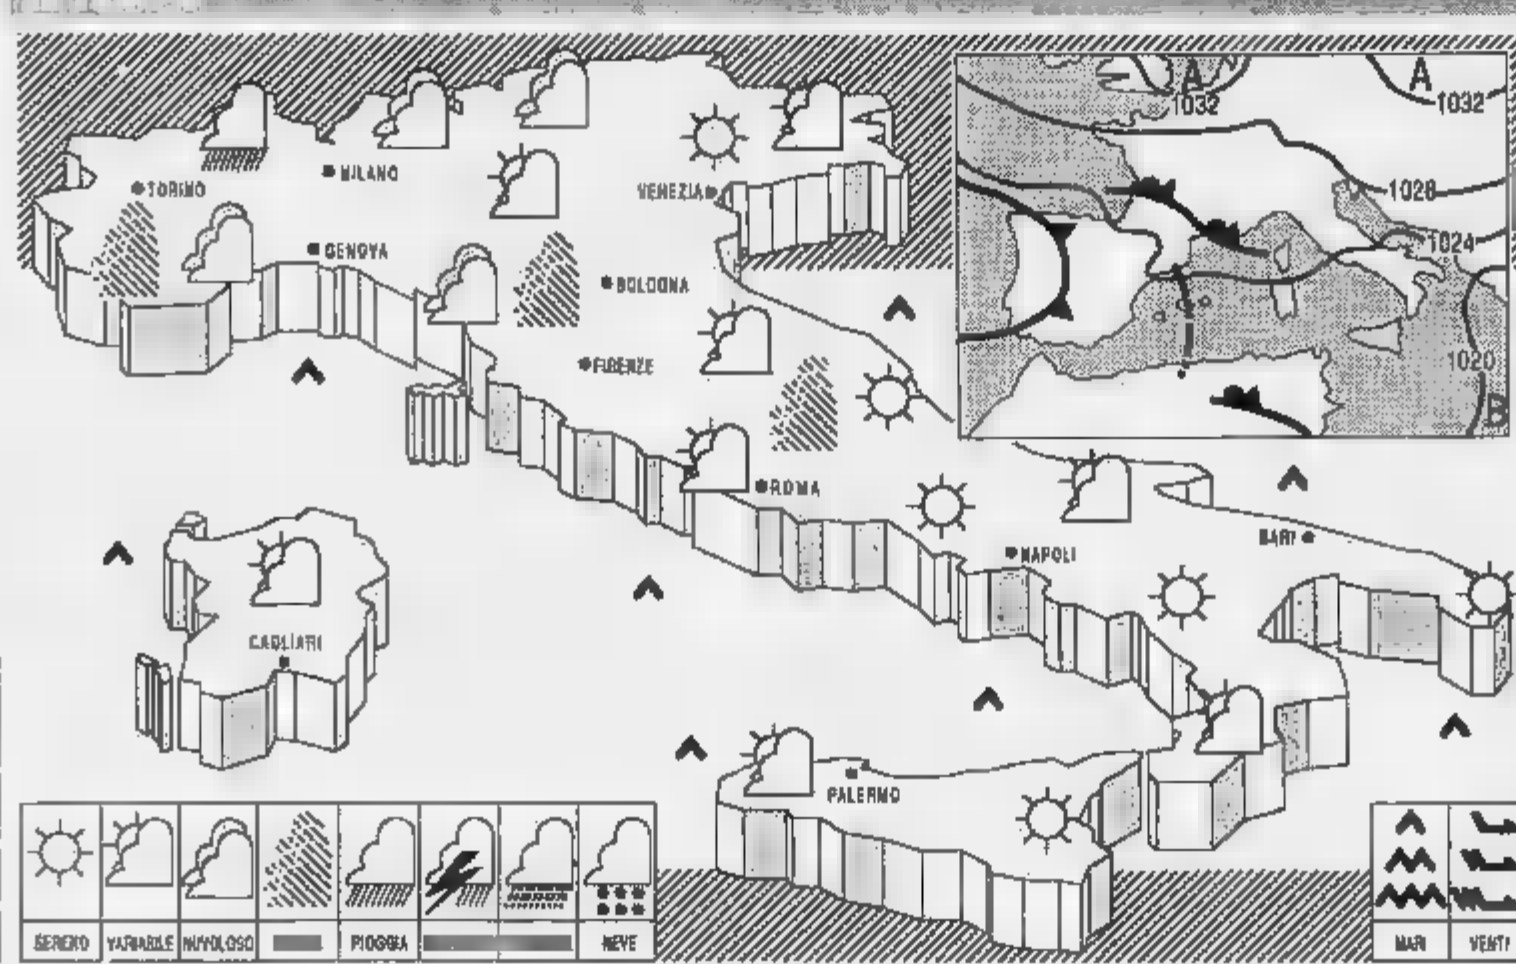 A
A
1032
1032
MILANO
TORINO
VENEZIA
1028
GENOVA
1024
BOLOGNA
FIRENZE
1020
B
ROMA
BARI
NAPOLI
CAGLIARI
PALERMO
SERENO VARIABILE NUVOLOSO PIOGGIA NEVE
MARI VENTI